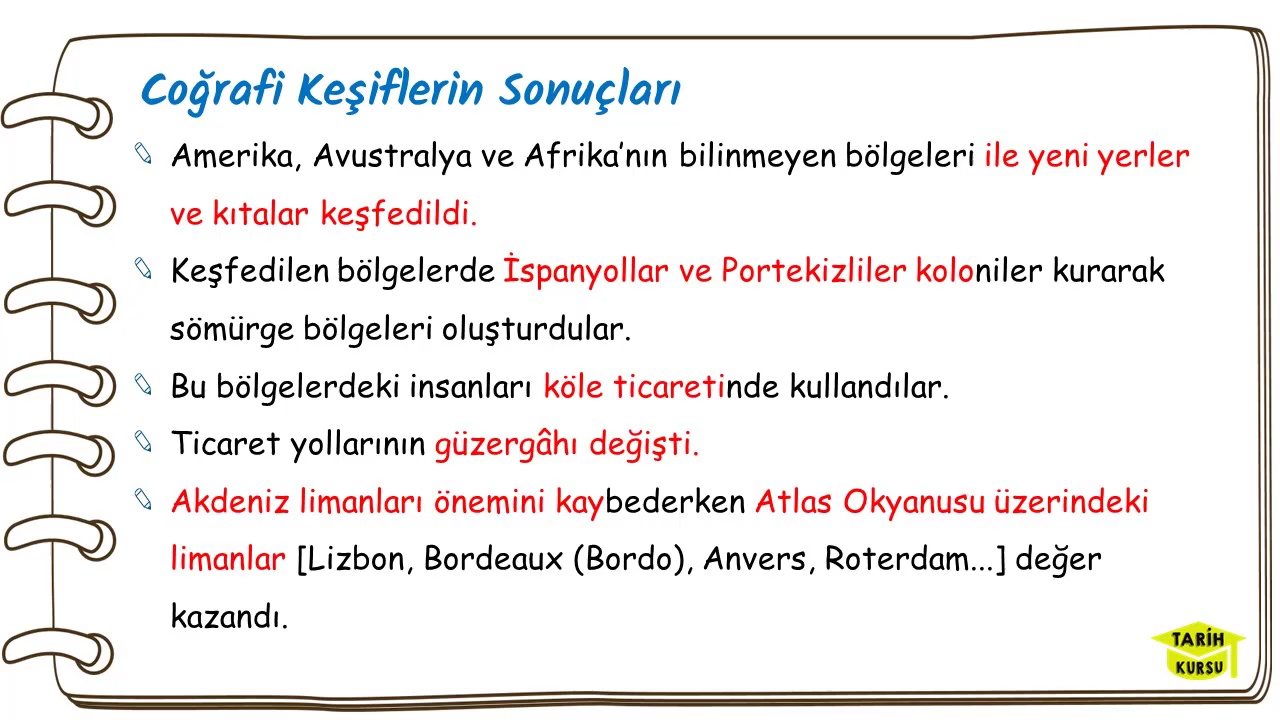 Coğrafi Keşiflerin Sonuçları
Amerika, Avustralya ve Afrika’nın bilinmeyen bölgeleri ile yeni yerler
ve kıtalar keşfedildi.
Keşfedilen bölgelerde İspanyollar ve Portekizliler koloniler kurarak
sömürge bölgeleri oluşturdular.
Bu bölgelerdeki insanları köle ticaretinde kullandılar.
Ticaret yollarının güzergâhı değişti.
Akdeniz limanları önemini kaybederken Atlas Okyanusu üzerindeki
limanlar [Lizbon, Bordeaux (Bordo), Anvers, Roterdam...] değer
kazandı.
TARİH
KURSU